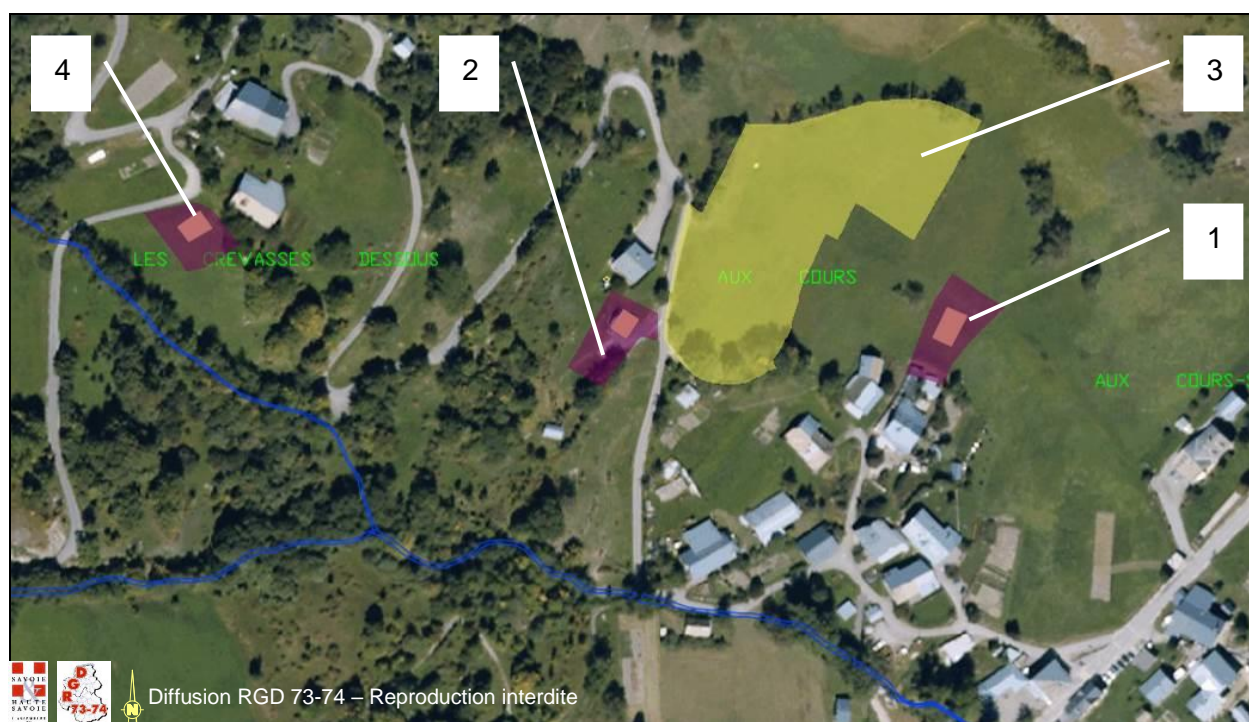 4
2
3
1
LES CREVASSES DESSOUS
AUX COURS
AUX COURS-S
SAVOIE
HAUTE
SAVOIE
R G D
73-74
N
Diffusion RGD 73-74 – Reproduction interdite